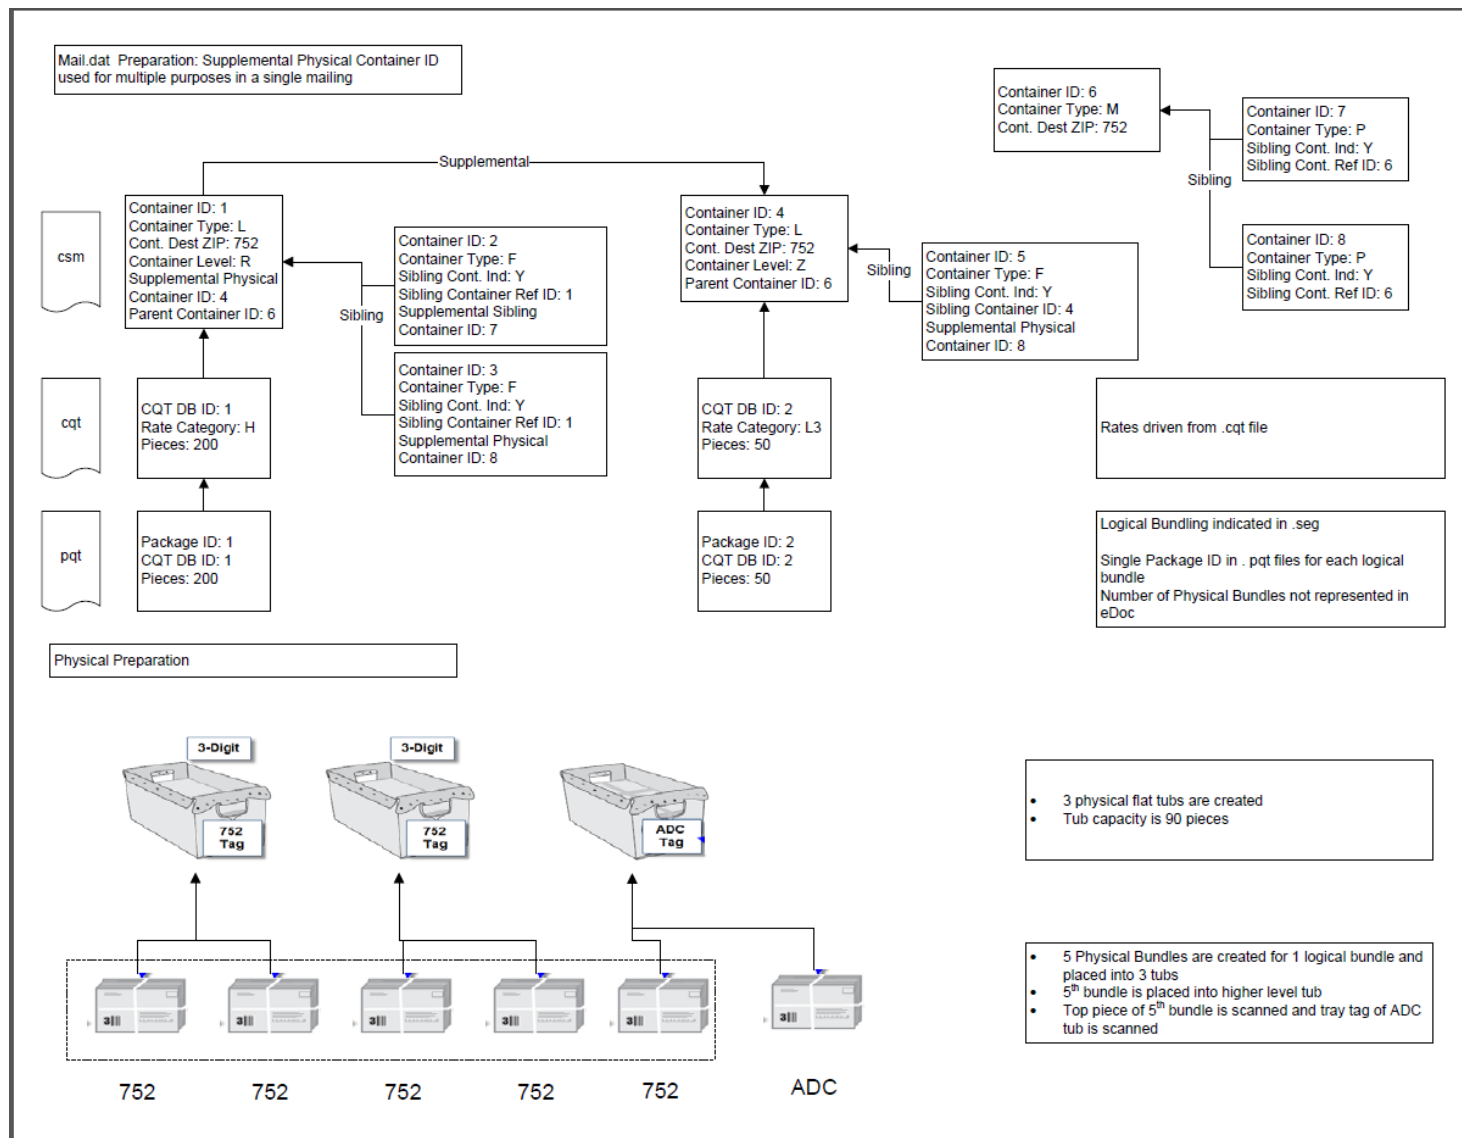 Mail.dat  Preparation: Supplemental Physical Container ID
used for multiple purposes in a single mailing
Container ID: 6
Container Type: M
Cont. Dest ZIP: 752
Container ID: 7
Container Type: P
Sibling Cont. Ind: Y
Sibling Cont. Ref ID: 6
Sibling
Container ID: 8
Container Type: P
Sibling Cont. Ind: Y
Sibling Cont. Ref ID: 6
Supplemental
csm
Container ID: 1
Container Type: L
Cont. Dest ZIP: 752
Container Level: R
Supplemental Physical
Container ID: 4
Parent Container ID: 6
Sibling
Container ID: 2
Container Type: F
Sibling Cont. Ind: Y
Sibling Container Ref ID: 1
Supplemental Sibling
Container ID: 7
Container ID: 3
Container Type: F
Sibling Cont. Ind: Y
Sibling Container Ref ID: 1
Supplemental Physical
Container ID: 8
Container ID: 4
Container Type: L
Cont. Dest ZIP: 752
Container Level: Z
Parent Container ID: 6
Sibling
Container ID: 5
Container Type: F
Sibling Cont. Ind: Y
Sibling Container ID: 4
Supplemental Physical
Container ID: 8
cqt
CQT DB ID: 1
Rate Category: H
Pieces: 200
CQT DB ID: 2
Rate Category: L3
Pieces: 50
Rates driven from .cqt file
pqt
Package ID: 1
CQT DB ID: 1
Pieces: 200
Package ID: 2
CQT DB ID: 2
Pieces: 50
Logical Bundling indicated in .seg
Single Package ID in . pqt files for each logical
bundle
Number of Physical Bundles not represented in
eDoc
Physical Preparation
3-Digit
752
Tag
3-Digit
752
Tag
ADC
Tag
• 3 physical flat tubs are created
• Tub capacity is 90 pieces
3
3
3
3
3
3
• 5 Physical Bundles are created for 1 logical bundle and
placed into 3 tubs
• 5th bundle is placed into higher level tub
• Top piece of 5th bundle is scanned and tray tag of ADC
tub is scanned
752
752
752
752
752
ADC